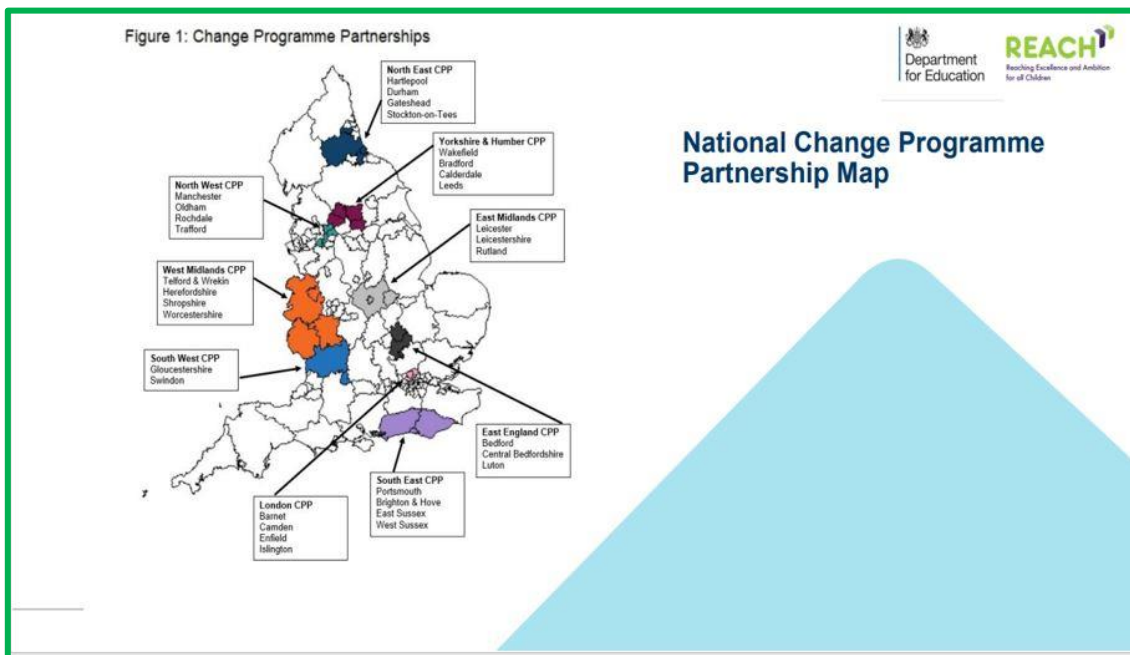 Figure 1: Change Programme Partnerships
Department
for Education
REACH
Reaching Excellence and Ambition
for all Children
National Change Programme
Partnership Map
North East CPP
Hartlepool
Durham
Gateshead
Stockton-on-Tees
Yorkshire & Humber CPP
Wakefield
Bradford
Calderdale
Leeds
North West CPP
Manchester
Oldham
Rochdale
Trafford
East Midlands CPP
Leicester
Leicestershire
Rutland
West Midlands CPP
Telford & Wrekin
Herefordshire
Shropshire
Worcestershire
South West CPP
Gloucestershire
Swindon
East England CPP
Bedford
Central Bedfordshire
Luton
South East CPP
Portsmouth
Brighton & Hove
East Sussex
West Sussex
London CPP
Barnet
Camden
Enfield
Islington